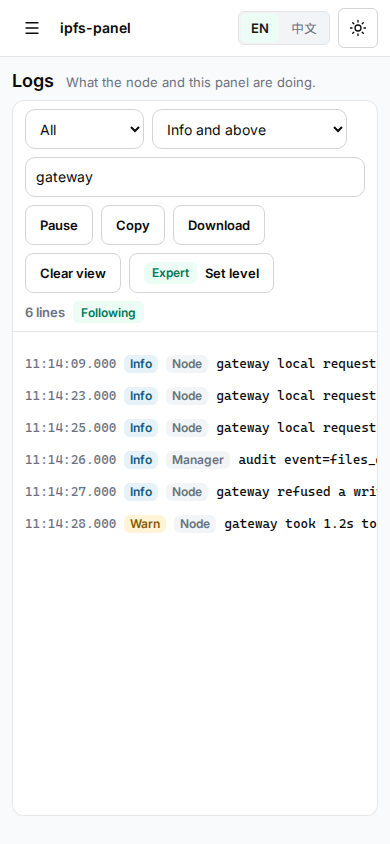 ipfs-panel
EN 中文
Logs What the node and this panel are doing.
All Info and above
gateway
Pause Copy Download
Clear view Expert Set level
6 lines Following
11:14:09.000 Info Node gateway local request
11:14:23.000 Info Node gateway local request
11:14:25.000 Info Node gateway local request
11:14:26.000 Info Manager audit event=files_
11:14:27.000 Info Node gateway refused a wri
11:14:28.000 Warn Node gateway took 1.2s to